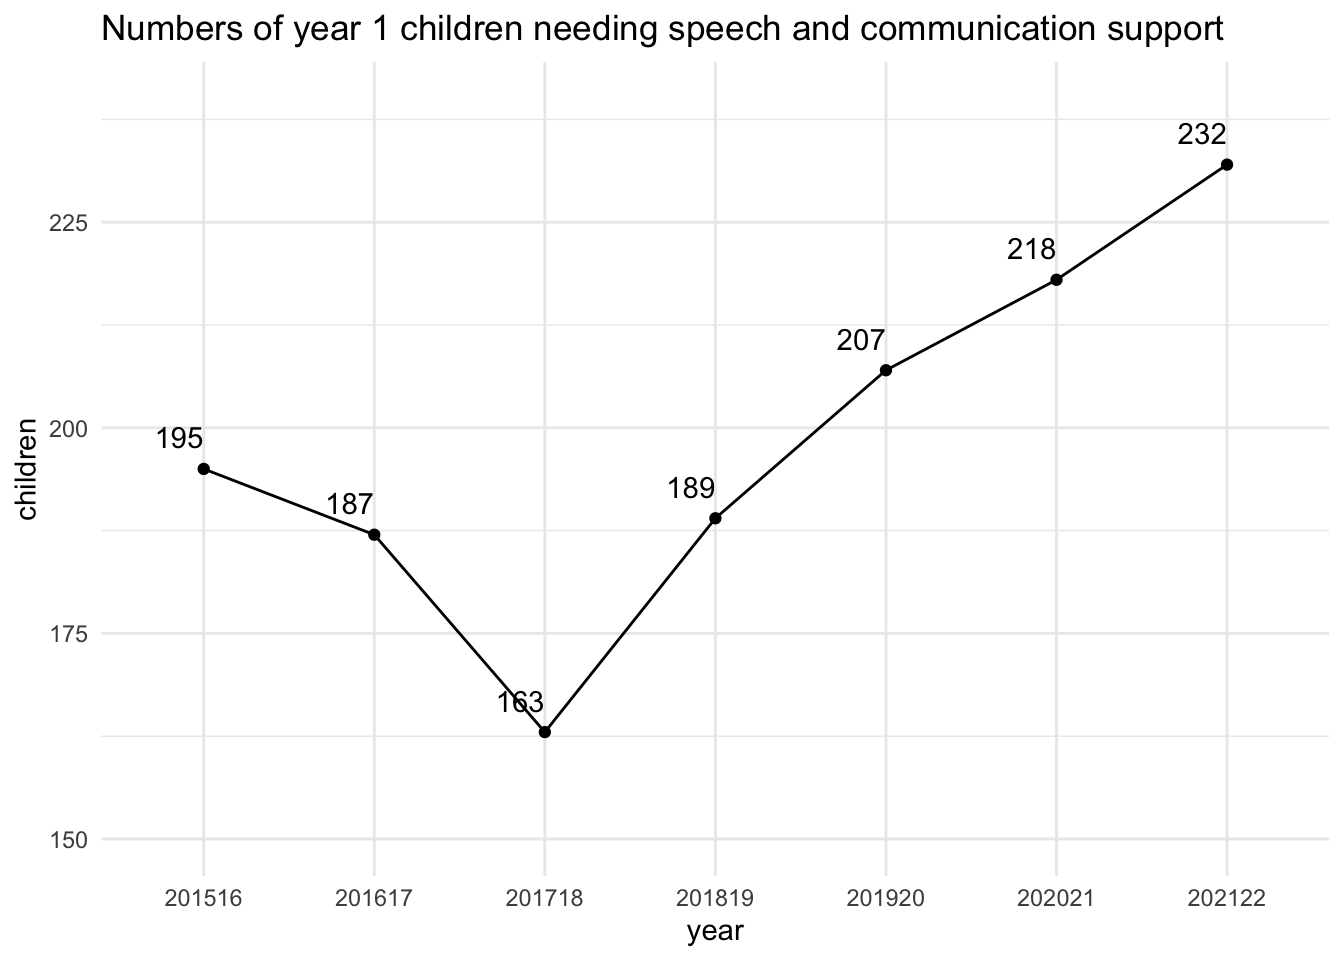 Numbers of year 1 children needing speech and communication support
232
225
218
207
200
195
187
189
175
163
150
children
201516 201617 201718 201819 201920 202021 202122
year